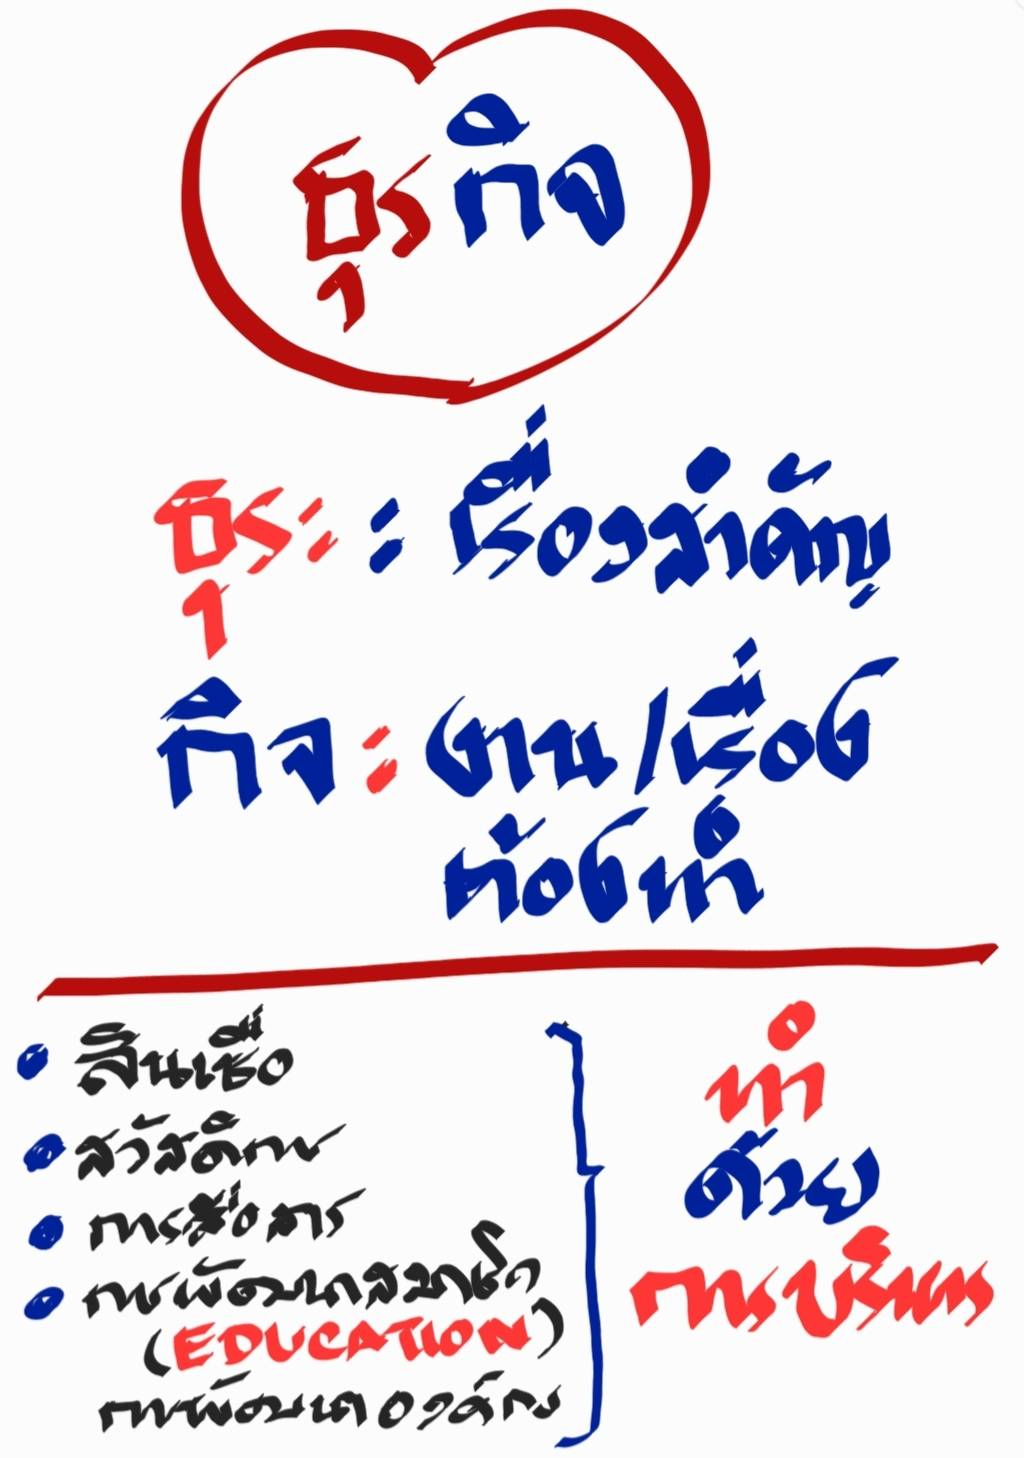 ธุรกิจ
ธุระ : เรื่องสำคัญ
กิจ : งาน/เรื่อง
ต้องทำ
• สินเชื่อ
• สวัสดิการ
• การสื่อสาร
• การพัฒนาสมาชิก
(EDUCATION)
การพัฒนาองค์กร
ทำ
ด้วย
การบริหาร